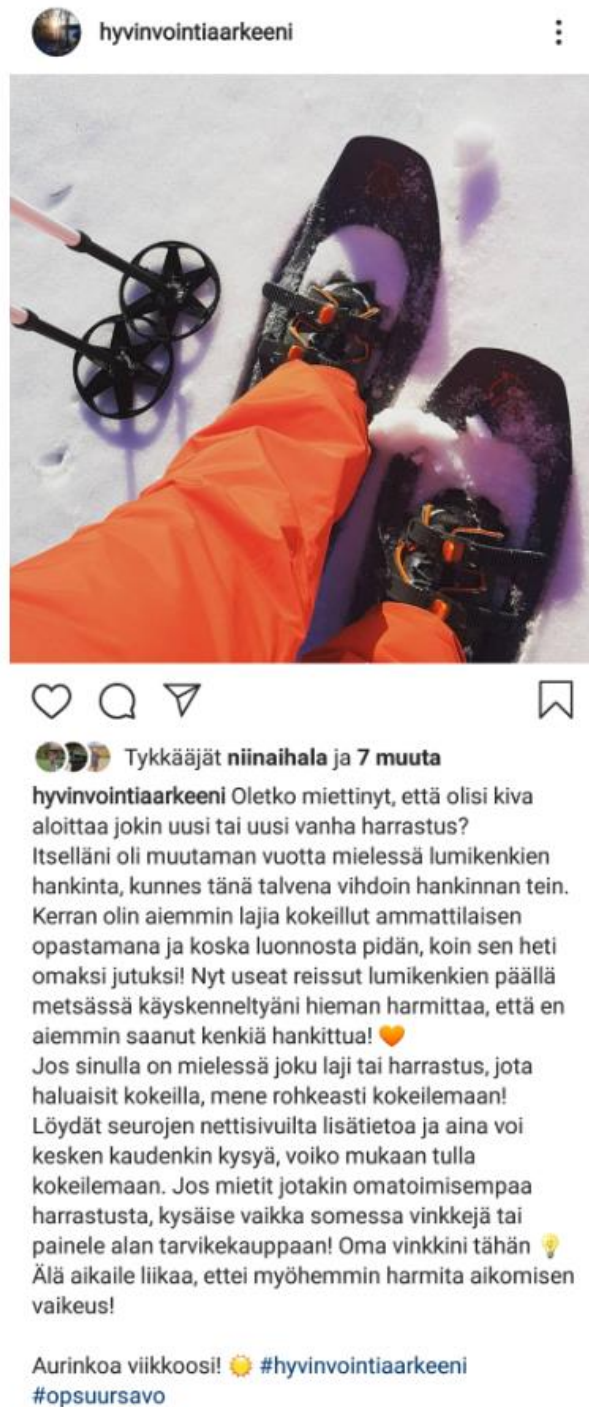 hyvinvointiaarkeeni
Tykkääjät niinaihala ja 7 muuta
hyvinvointiaarkeeni Oletko miettinyt, että olisi kiva
aloittaa jokin uusi tai uusi vanha harrastus?
Itselläni oli muutaman vuotta mielessä lumikenkien
hankinta, kunnes tänä talvena vihdoin hankinnan tein.
Kerran olin aiemmin lajia kokeillut ammattilaisen
opastamana ja koska luonnosta pidän, koin sen heti
omaksi jutuksi! Nyt useat reissut lumikenkien päällä
metsässä käyskenneltyäni hieman harmittaa, että en
aiemmin saanut kenkiä hankittua! 🧡
Jos sinulla on mielessä joku laji tai harrastus, jota
haluaisit kokeilla, mene rohkeasti kokeilemaan!
Löydät seurojen nettisivuilta lisätietoa ja aina voi
kesken kaudenkin kysyä, voiko mukaan tulla
kokeilemaan. Jos mietit jotakin omatoimisempaa
harrastusta, kysäise vaikka somessa vinkkejä tai
painele alan tarvikekauppaan! Oma vinkkini tähän 💡
Älä aikaile liikaa, ettei myöhemmin harmita aikomisen
vaikeus!
Aurinkoa viikkoosi! ☀️ #hyvinvointiaarkeeni
#opsuursavo